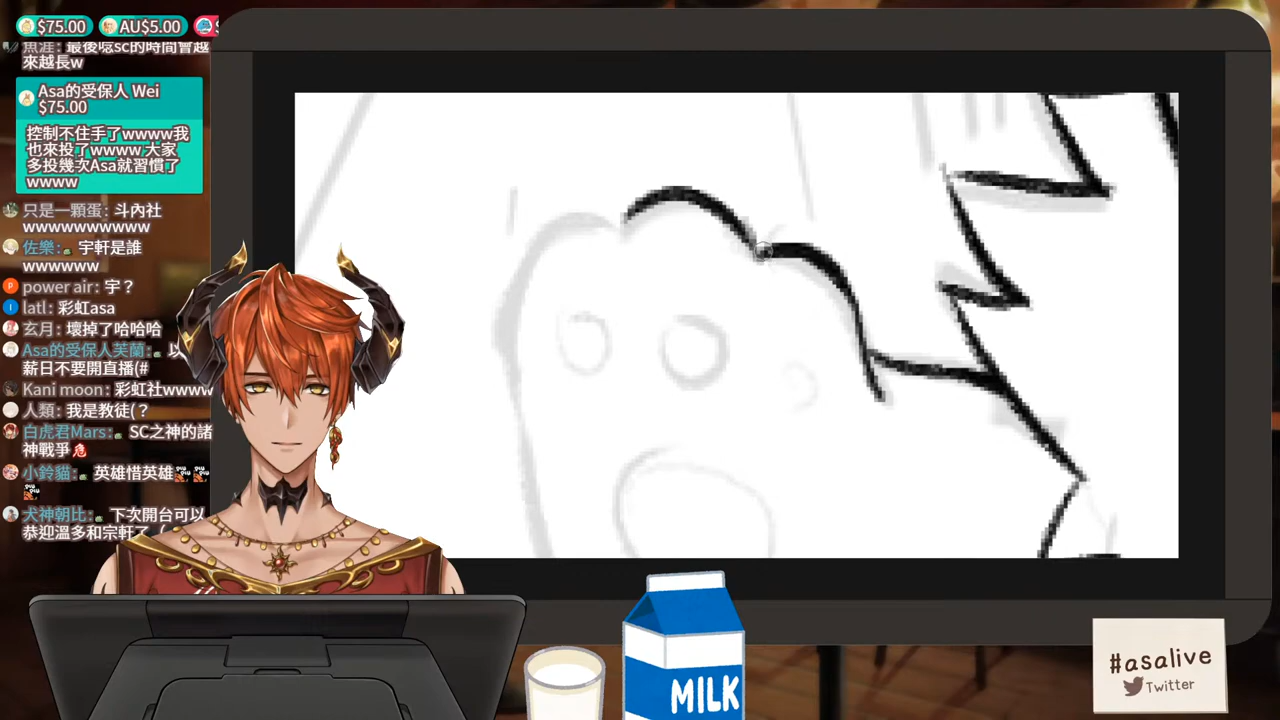 $75.00 AU$5.00
魚涯: 最後唸sc的時間會越
來越長w
Asa的受保人 Wei
$75.00
控制不住手了wwww我
也來投了wwww,大家
多投幾次Asa就習慣了
wwww
只是一顆蛋: 斗內社
wwwwwwwwww
佐樂: 宇軒是誰
wwwwww
power air: 宇？
latl: 彩虹asa
玄月: 壞掉了哈哈哈
Asa的受保人芙蘭: 以
薪日不要開直播(#
Kani moon: 彩虹社wwww
人類: 我是教徒(？
白虎君Mars: SC之神的諸
神戰爭
小鈴貓: 英雄惜英雄
犬神朝比: 下次開台可以
恭迎溫多和宗軒了（
MILK
#asalive
Twitter